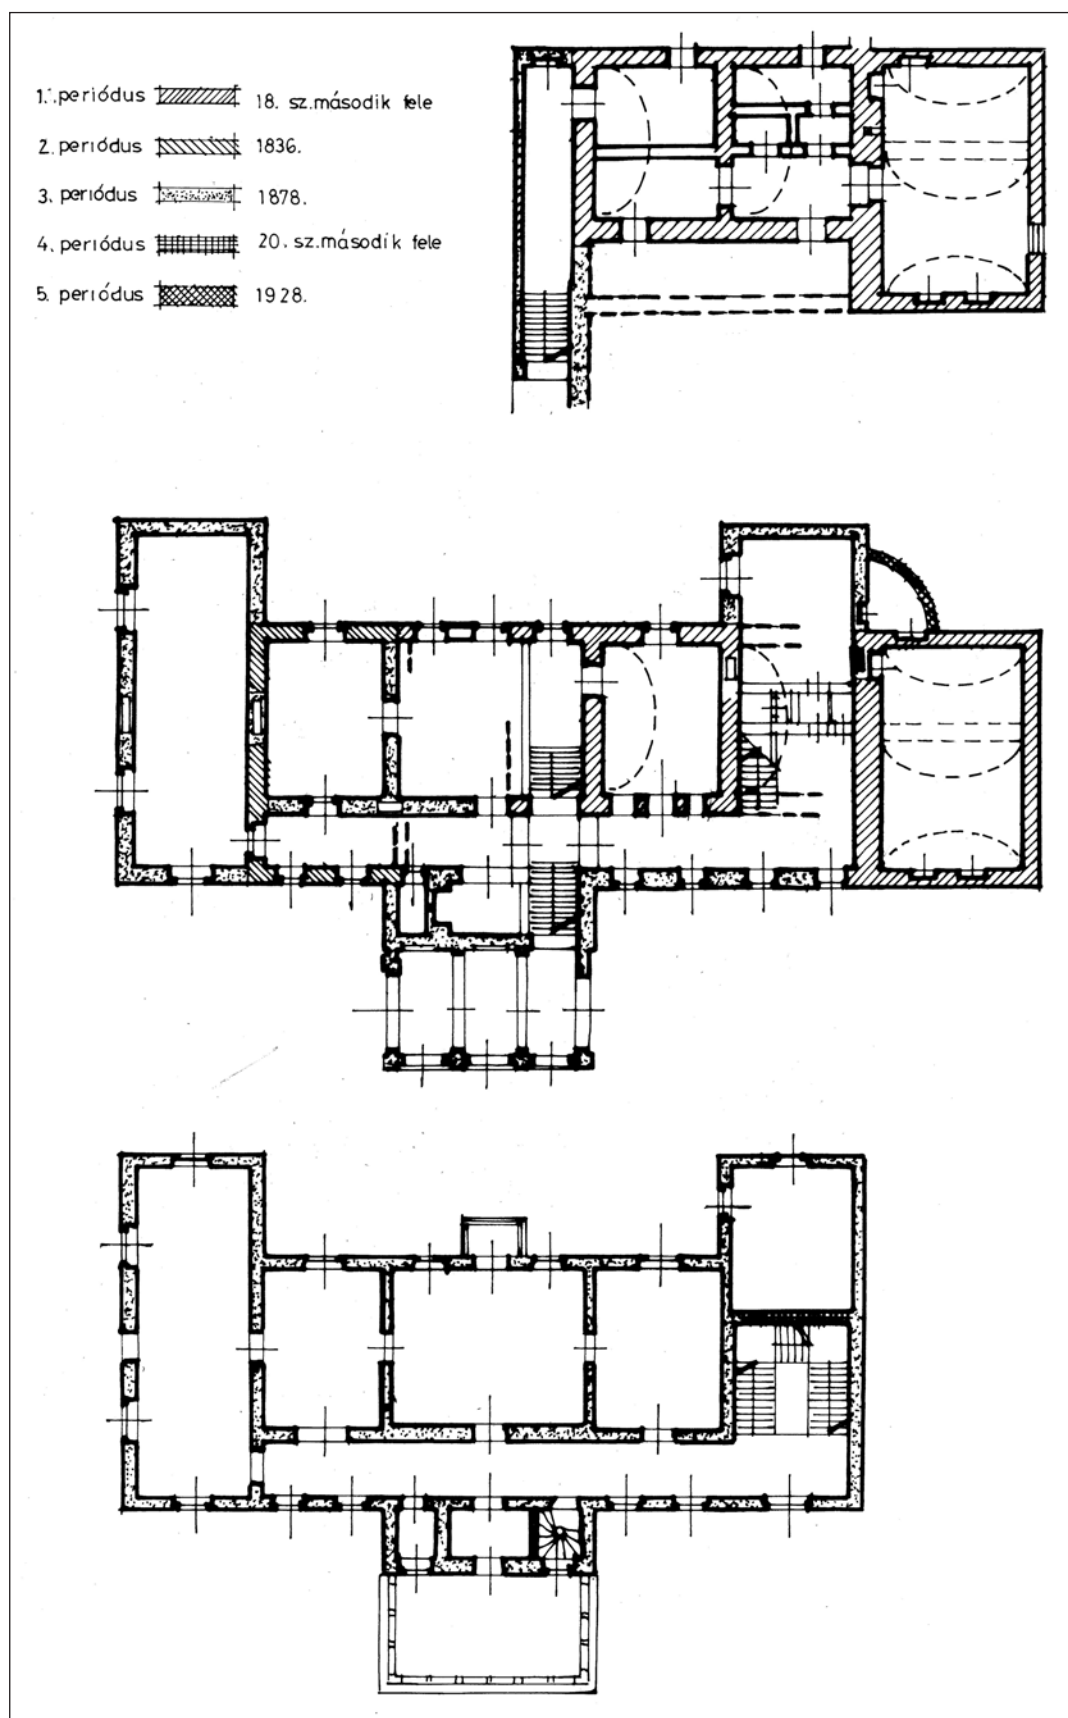 1. periódus 18. sz. második fele
2. periódus 1836.
3. periódus 1878.
4. periódus 20. sz. második fele
5. periódus 1928.